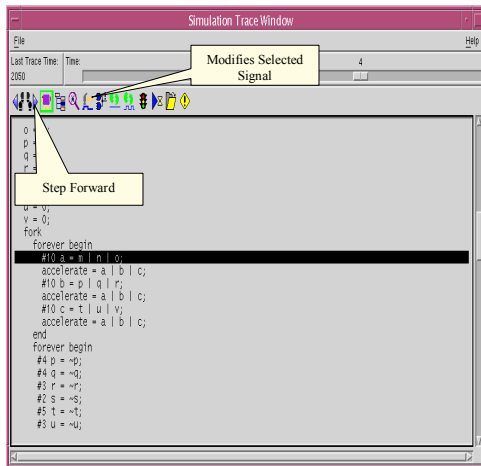 Simulation Trace Window
File Help
Last Trace Time: Time:
2050
4
Modifies Selected
Signal
Step Forward
o =
p =
q =
r =
u = 0;
v = 0;
fork
forever begin
#10 a = m | n | o;
accelerate = a | b | c;
#10 b = p | q | r;
accelerate = a | b | c;
#10 c = t | u | v;
accelerate = a | b | c;
end
forever begin
#4 p = ~p;
#4 q = ~q;
#3 r = ~r;
#2 s = ~s;
#5 t = ~t;
#3 u = ~u;